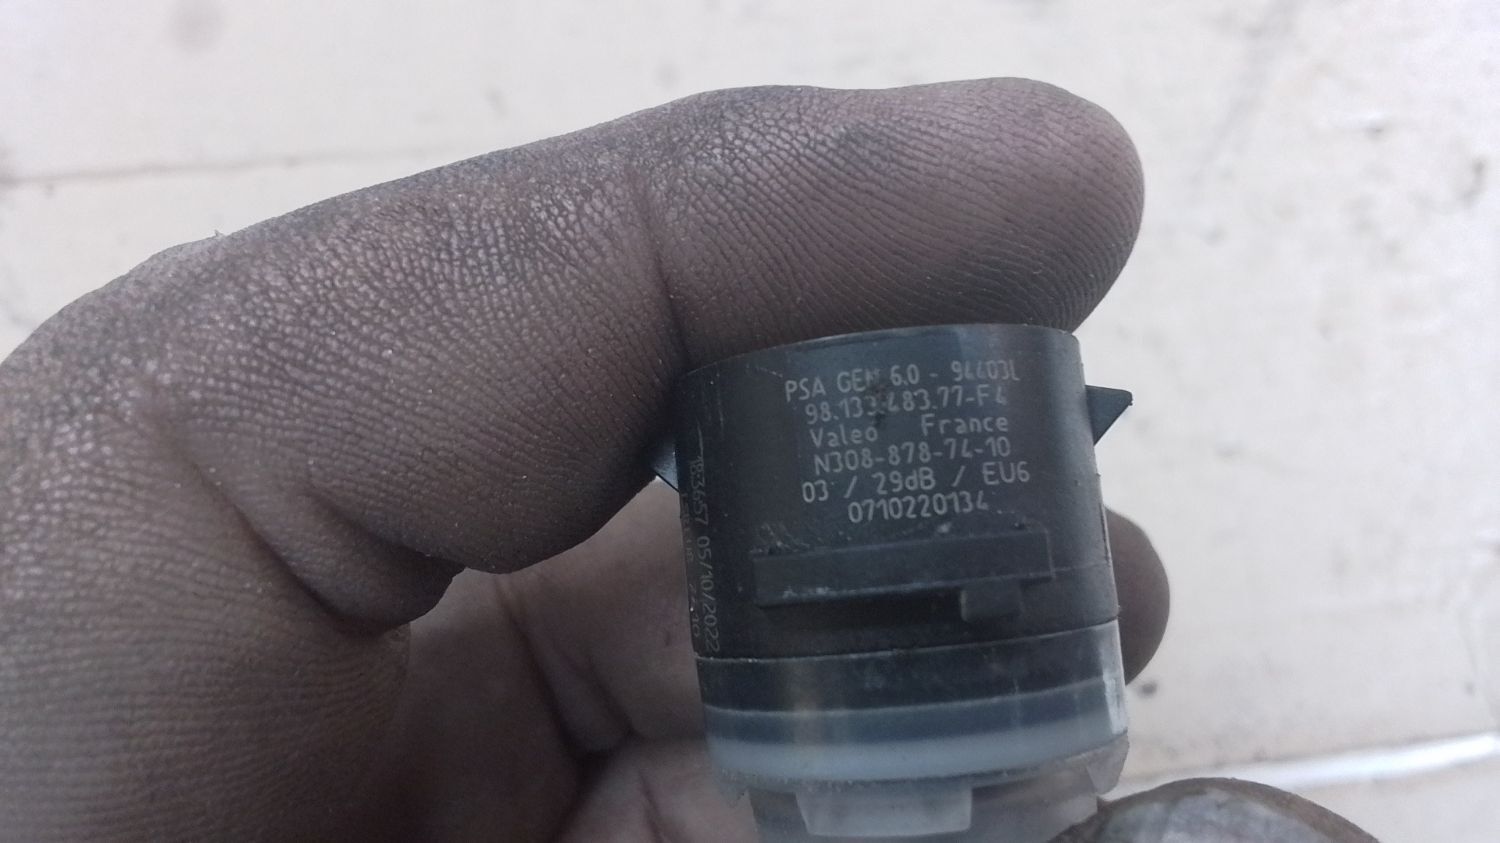 PSA GEN 6.0 - 94403L
98.133.483.77-F4
Valeo France
N308-878-74-10
03 / 29dB / EU6
0710220134
183657 05/10/2022